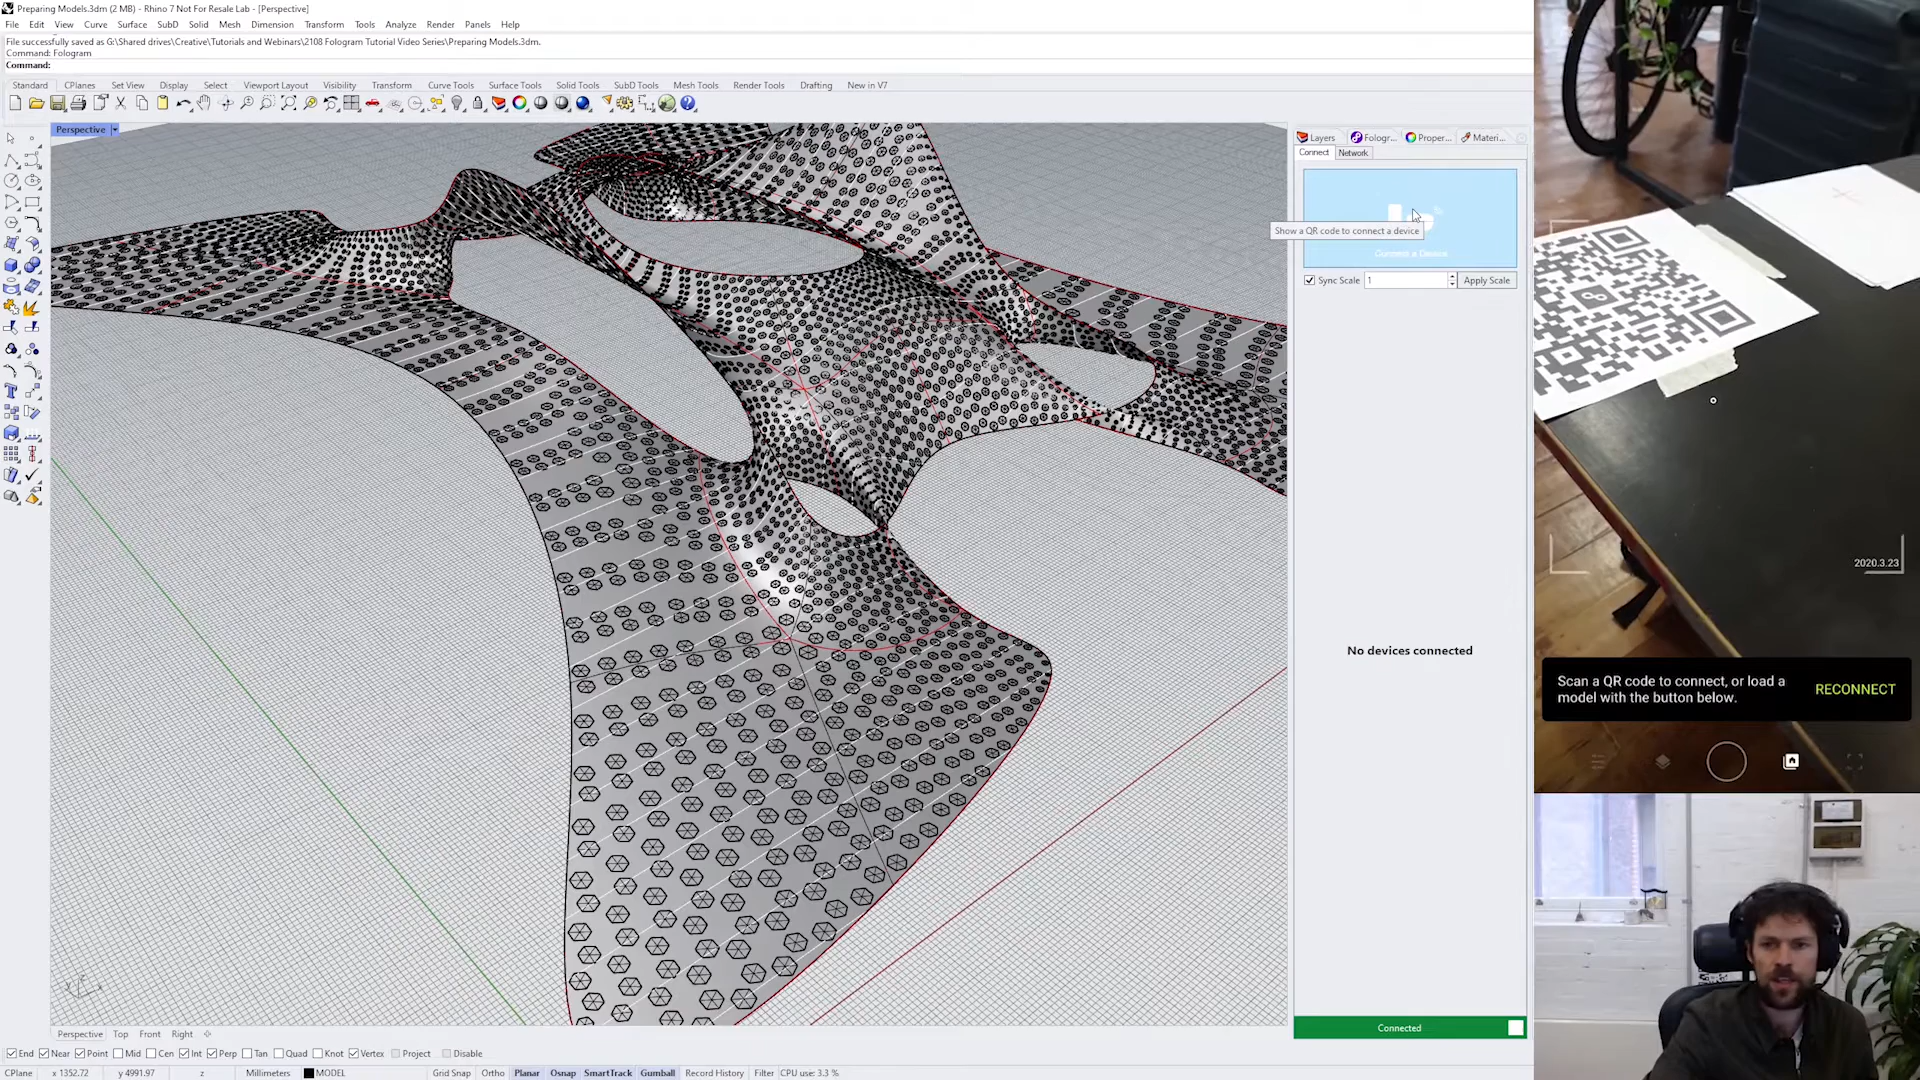 Preparing Models.3dm (2 MB) - Rhino 7 Not For Resale Lab - [Perspective]
File Edit View Curve Surface SubD Solid Mesh Dimension Transform Tools Analyze Render Panels Help
File successfully saved as G:\Shared drives\Creative\Tutorials and Webinars\2108 Fologram Tutorial Video Series\Preparing Models.3dm.
Command: Fologram
Command:
Standard CPlanes Set View Display Select Viewport Layout Visibility Transform Curve Tools Surface Tools Solid Tools SubD Tools Mesh Tools Render Tools Drafting New in V7
Perspective
Layers Fologr... Proper... Materi...
Connect Network
Show a QR code to connect a device
Connect a Device
Sync Scale 1 Apply Scale
No devices connected
Connected
2020.3.23
Scan a QR code to connect, or load a
model with the button below.
RECONNECT
z
y x
Perspective Top Front Right
End Near Point Mid Cen Int Perp Tan Quad Knot Vertex Project Disable
CPlane x 1352.72 y 4991.97 z Millimeters MODEL Grid Snap Ortho Planar Osnap SmartTrack Gumball Record History Filter CPU use: 3.3 %